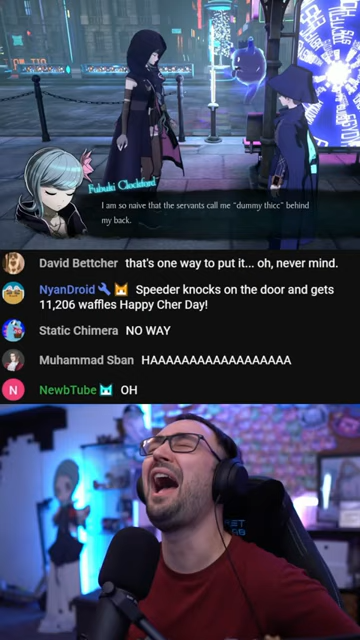 Fubuki Clockford
I am so naive that the servants call me "dummy thicc" behind
my back.
David Bettcher that's one way to put it... oh, never mind.
NyanDroid Speeder knocks on the door and gets
11,206 waffles Happy Cher Day!
Static Chimera NO WAY
Muhammad Sban HAAAAAAAAAAAAAAAAAAA
N NewbTube OH